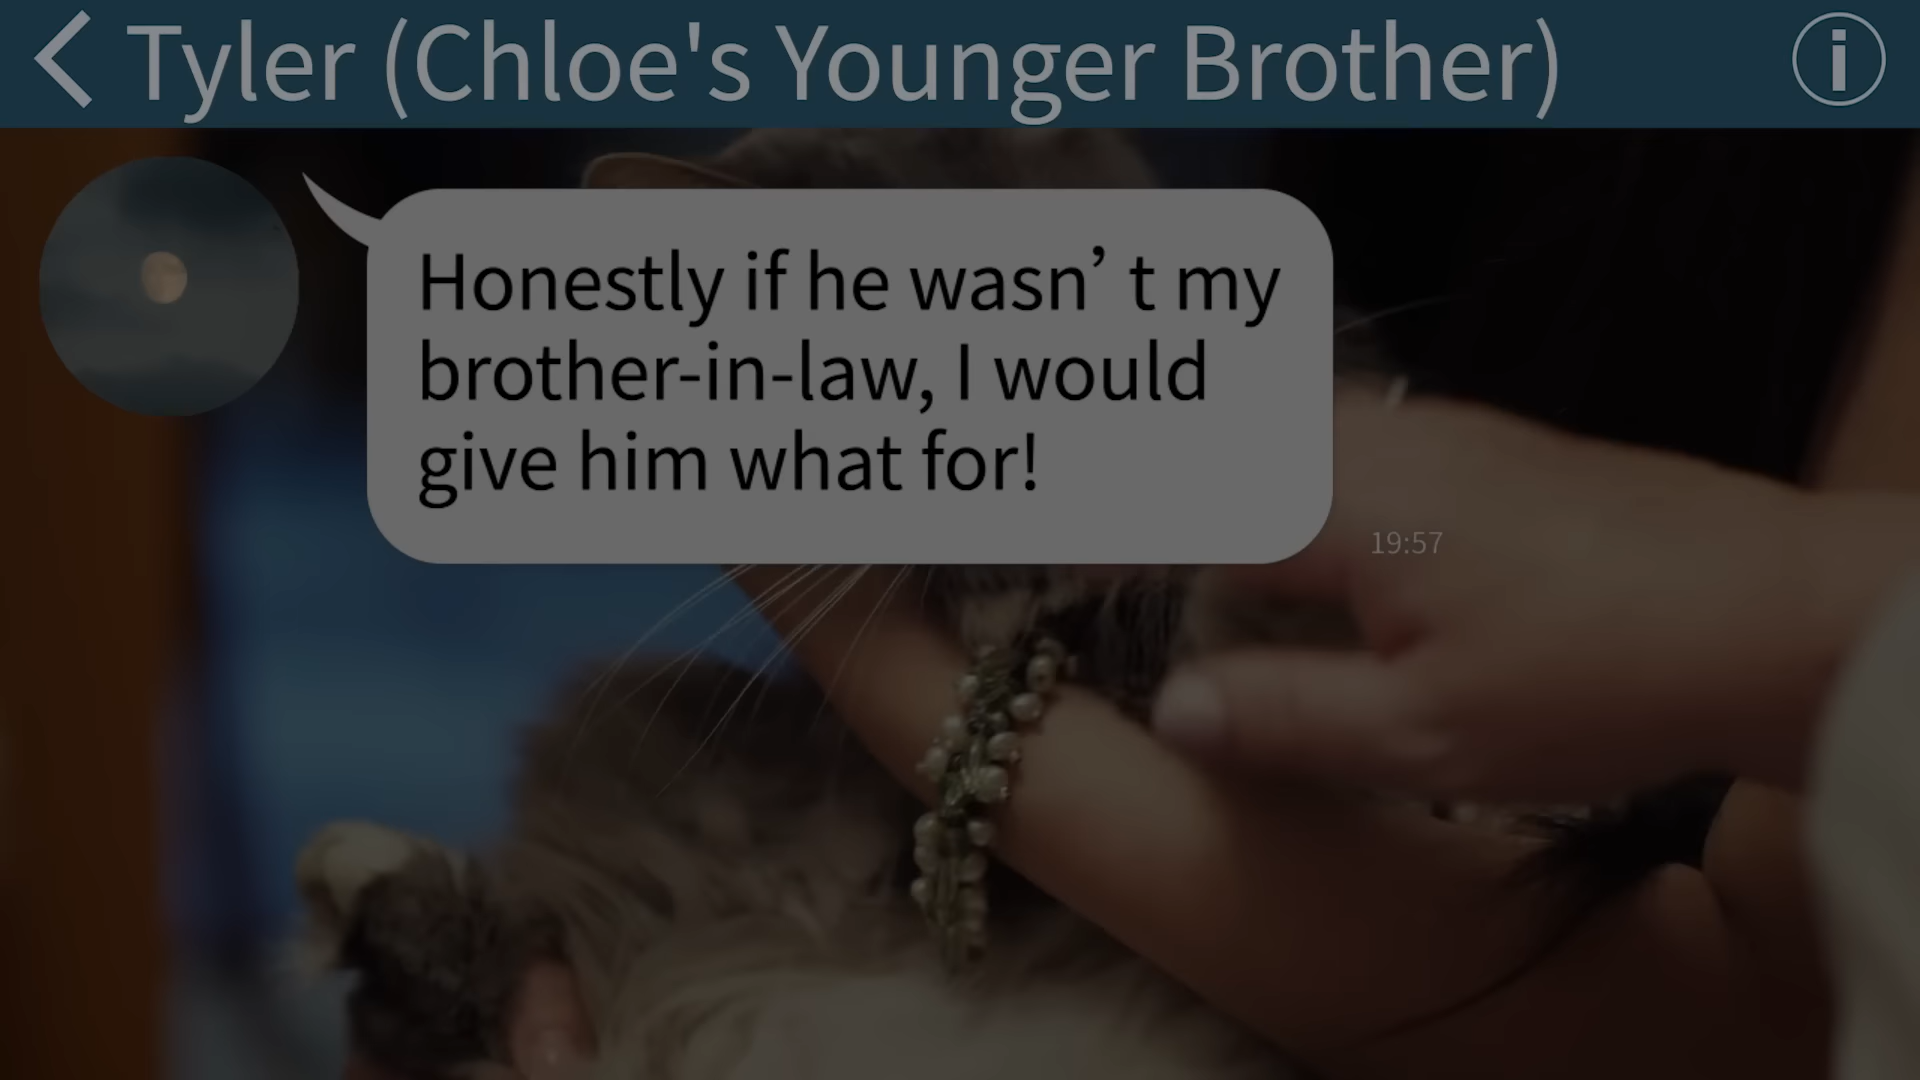 Tyler (Chloe's Younger Brother)
Honestly if he wasn’t my
brother-in-law, I would
give him what for!
19:57